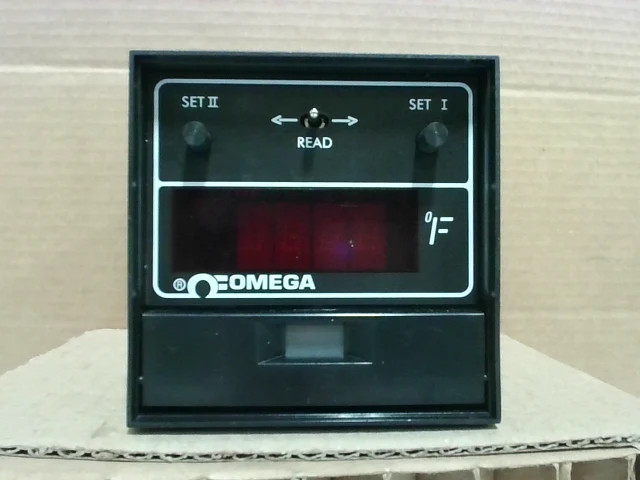 SET II
SET I
READ
°F
® OMEGA